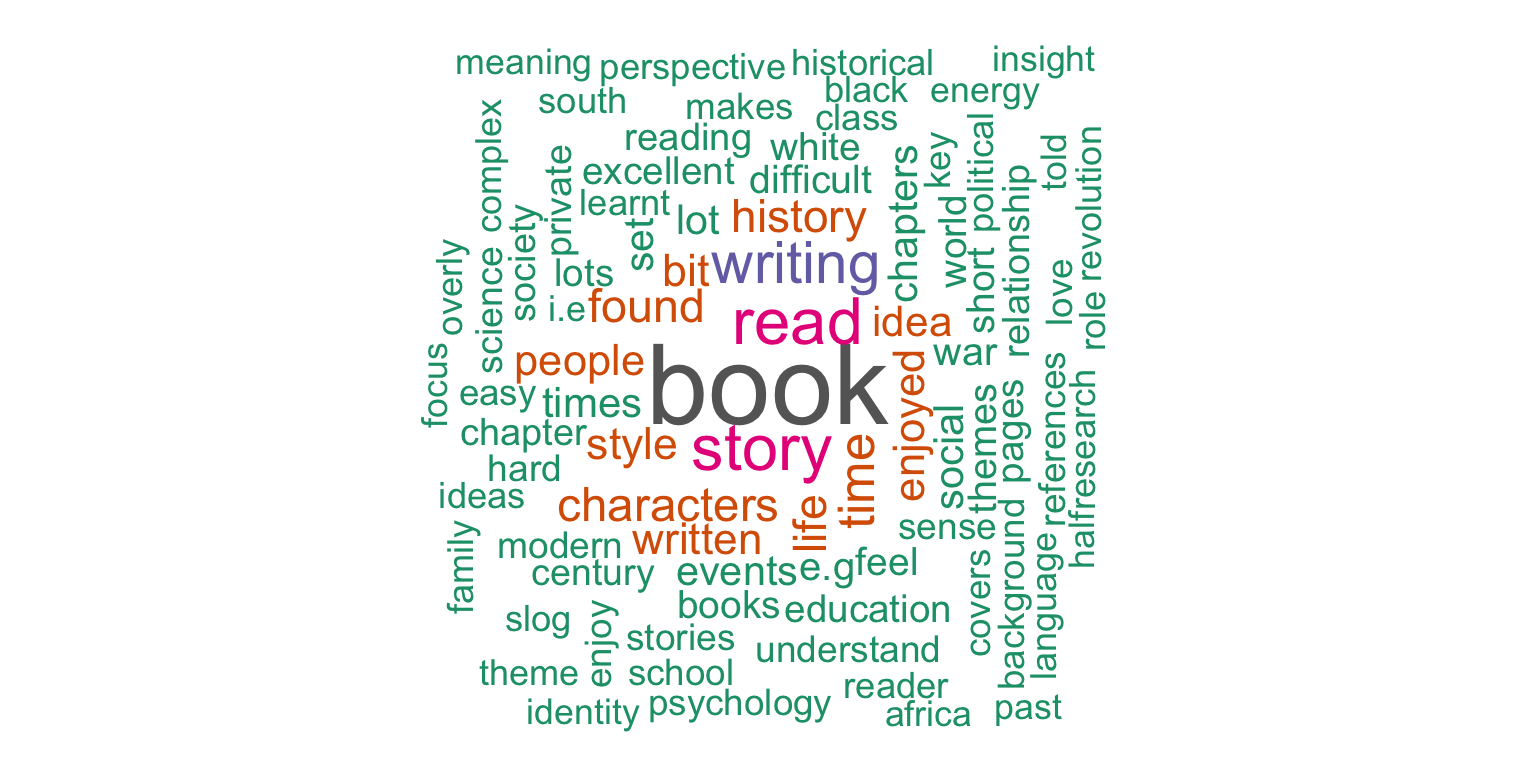 meaning
perspective
historical
insight
south
makes
black
energy
class
complex
reading
white
key
political
told
revolution
private
excellent
difficult
chapters
learnt
lot
history
world
relationship
society
set
overly
science
lots
bit
writing
short
love
i.e
found
read
idea
role
focus
people
book
enjoyed
war
easy
times
social
themes
pages
references
halfresearch
chapter
style
story
time
hard
ideas
characters
life
sense
family
modern
written
background
language
century
events
e.g
feel
covers
slog
enjoy
books
education
stories
understand
theme
school
reader
identity
psychology
africa
past